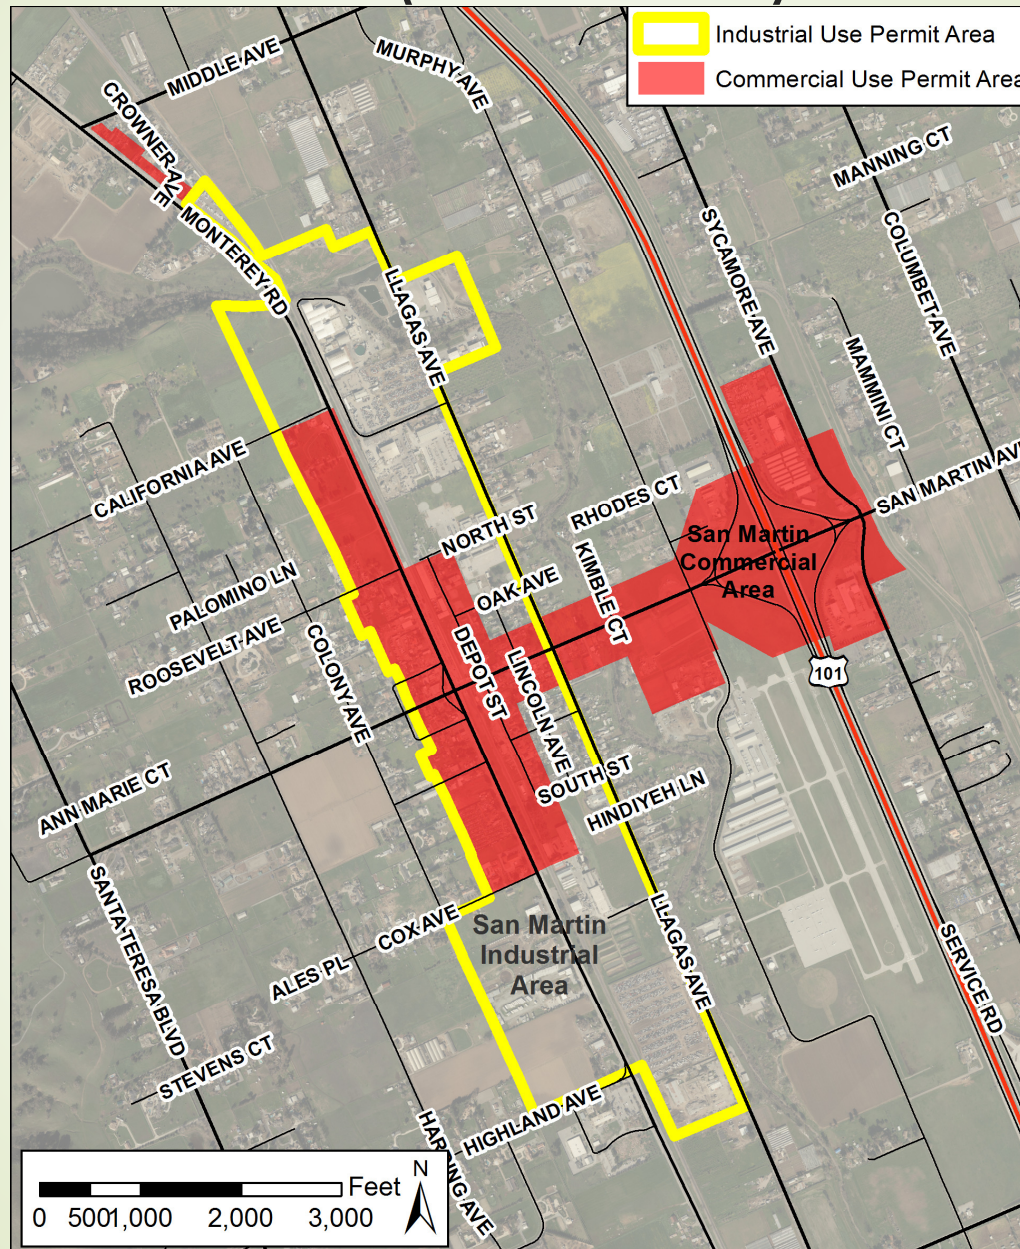 Industrial Use Permit Area
Commercial Use Permit Area
MIDDLE AVE
MURPHY AVE
CROWNER AVE
MANNING CT
MONTEREY RD
SYCAMORE AVE
COLUMBET AVE
LLAGAS AVE
MAMMINI CT
CALIFORNIA AVE
SAN MARTIN AVE
RHODES CT
NORTH ST
San Martin
Commercial
Area
KIMBLE CT
OAK AVE
PALOMINO LN
ROOSEVELT AVE
COLONY AVE
DEPOT ST
LINCOLN AVE
101
ANN MARIE CT
SOUTH ST
HINDIYEH LN
SANTA TERESA BLVD
COX AVE
San Martin
Industrial
Area
LLAGAS AVE
SERVICE RD
ALES PL
STEVENS CT
HIGHLAND AVE
HARDING AVE
N
Feet
0 500 1,000 2,000 3,000